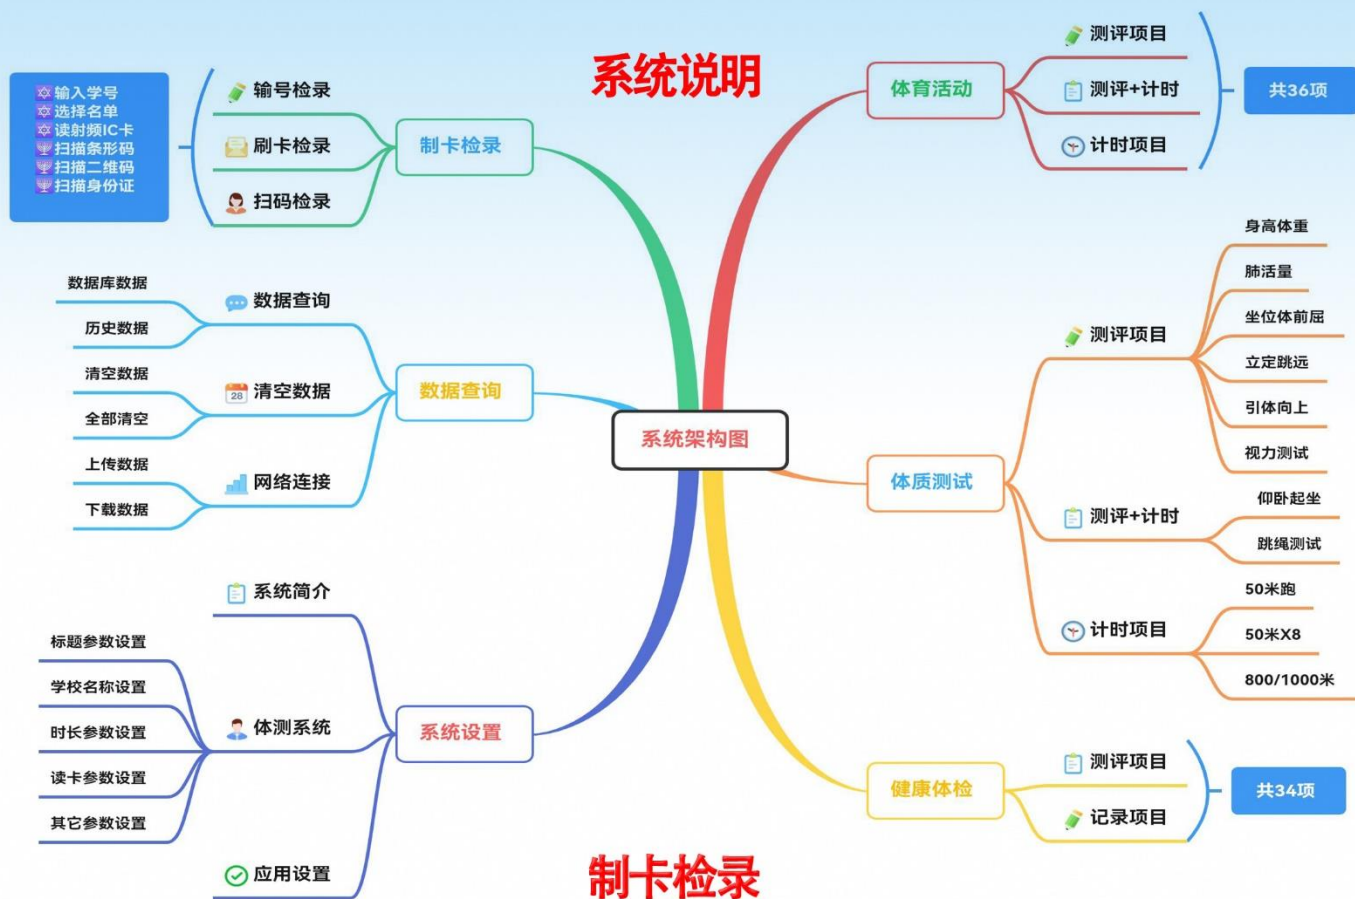 系统说明
输入学号
选择名单
读射频IC卡
扫描条形码
扫描二维码
扫描身份证
输号检录
刷卡检录
扫码检录
制卡检录
数据库数据
历史数据
清空数据
全部清空
上传数据
下载数据
数据查询
28
清空数据
网络连接
数据查询
系统简介
标题参数设置
学校名称设置
时长参数设置
读卡参数设置
其它参数设置
体测系统
应用设置
系统设置
系统架构图
体育活动
测评项目
测评+计时
计时项目
共36项
体质测试
测评项目
身高体重
肺活量
坐位体前屈
立定跳远
引体向上
视力测试
测评+计时
仰卧起坐
跳绳测试
计时项目
50米跑
50米X8
800/1000米
健康体检
测评项目
记录项目
共34项
制卡检录